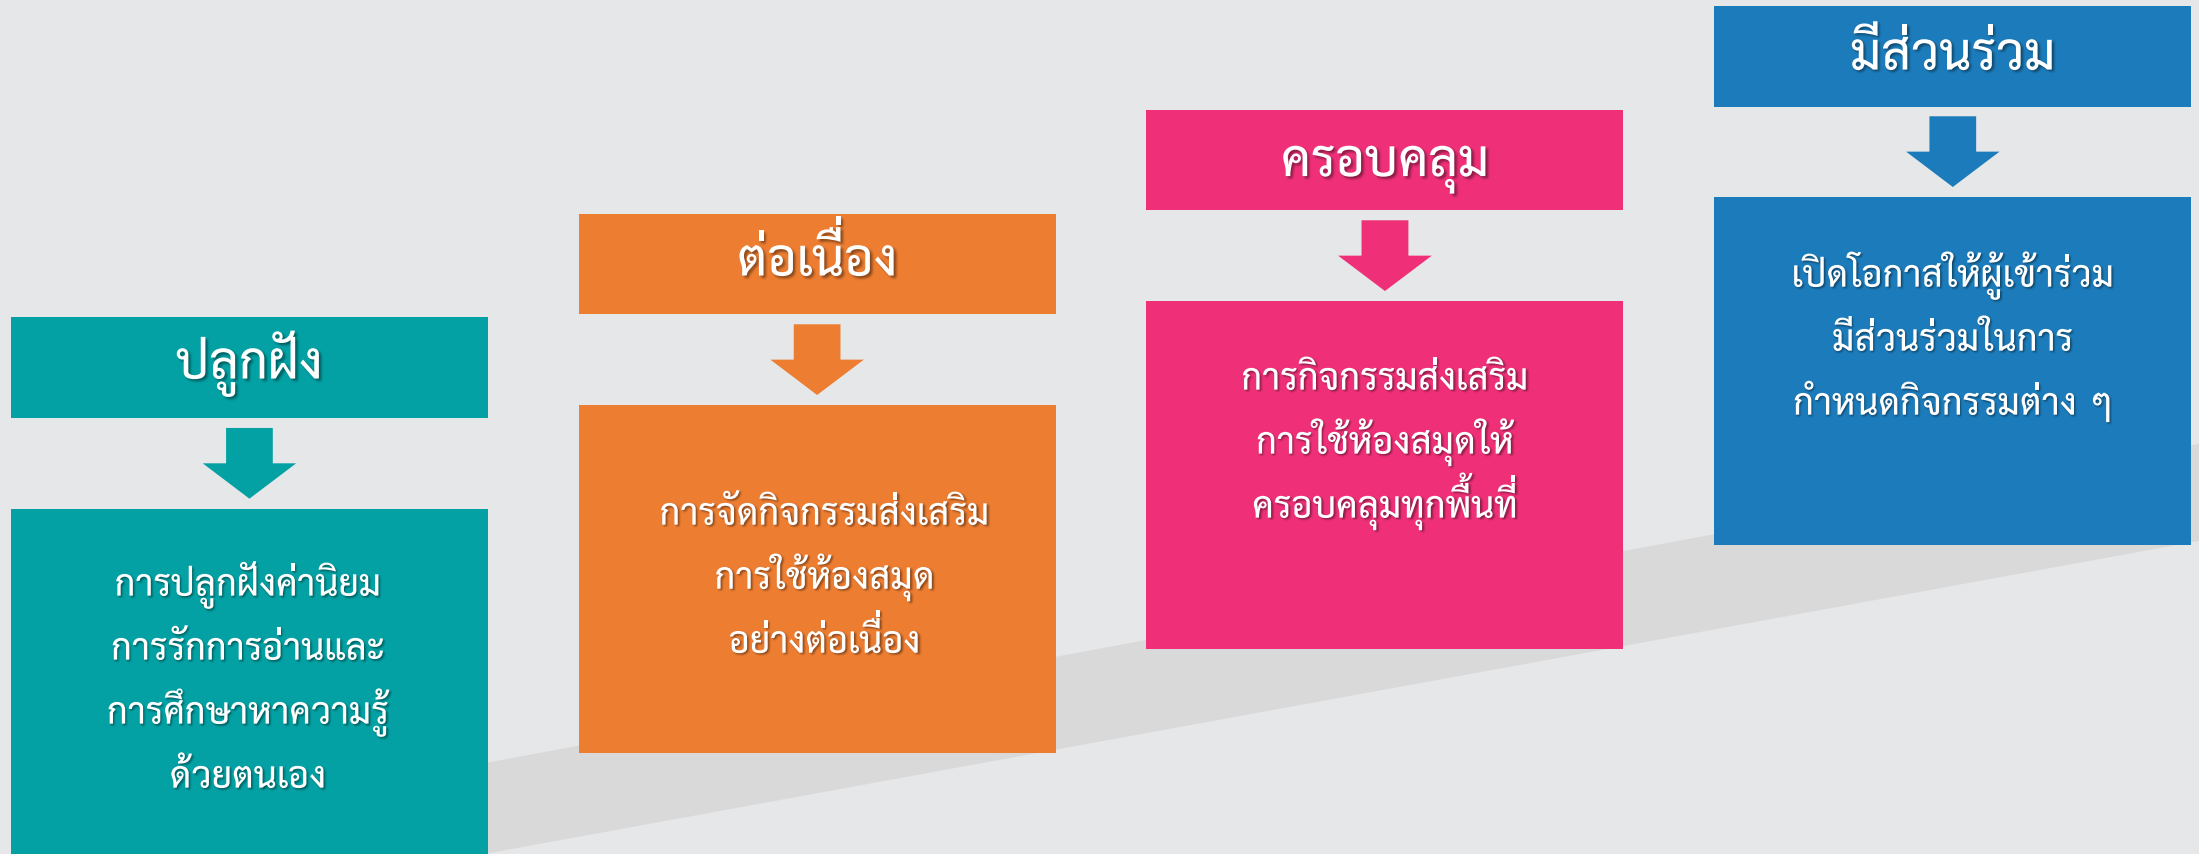 ปลูกฝัง
การปลูกฝังค่านิยม
การรักการอ่านและ
การศึกษาหาความรู้
ด้วยตนเอง
ต่อเนื่อง
การจัดกิจกรรมส่งเสริม
การใช้ห้องสมุด
อย่างต่อเนื่อง
ครอบคลุม
การกิจกรรมส่งเสริม
การใช้ห้องสมุดให้
ครอบคลุมทุกพื้นที่
มีส่วนร่วม
เปิดโอกาสให้ผู้เข้าร่วม
มีส่วนร่วมในการ
กำหนดกิจกรรมต่าง ๆ